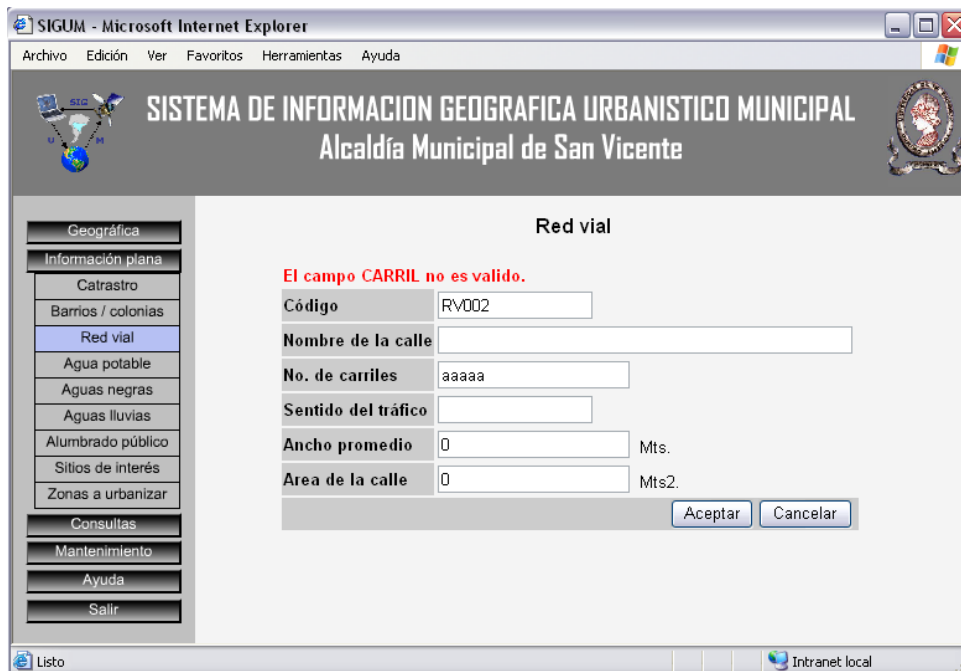 SIGUM - Microsoft Internet Explorer
Archivo Edición Ver Favoritos Herramientas Ayuda
SIG
U M
SISTEMA DE INFORMACION GEOGRAFICA URBANISTICO MUNICIPAL
Alcaldía Municipal de San Vicente
Geográfica
Información plana
Catrastro
Barrios / colonias
Red vial
Agua potable
Aguas negras
Aguas lluvias
Alumbrado público
Sitios de interés
Zonas a urbanizar
Consultas
Mantenimiento
Ayuda
Salir
Red vial
El campo CARRIL no es valido.
Código RV002
Nombre de la calle
No. de carriles aaaaa
Sentido del tráfico
Ancho promedio 0 Mts.
Area de la calle 0 Mts2.
Aceptar Cancelar
Listo Intranet local